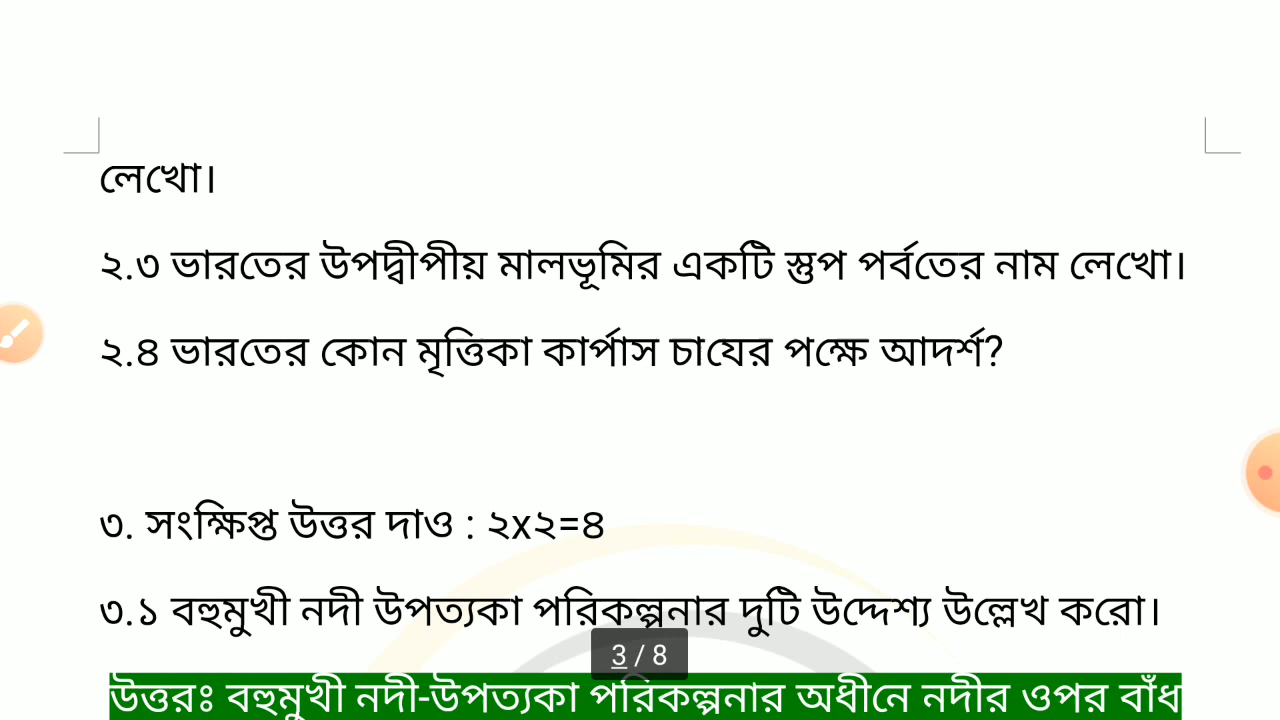 লেখো।
২.৩ ভারতের উপদ্বীপীয় মালভূমির একটি স্তুপ পর্বতের নাম লেখো।
২.৪ ভারতের কোন মৃত্তিকা কার্পাস চাযের পক্ষে আদর্শ?
৩. সংক্ষিপ্ত উত্তর দাও : ২x২=৪
৩.১ বহুমুখী নদী উপত্যকা পরিকল্পনার দুটি উদ্দেশ্য উল্লেখ করো।
3 / 8
উত্তরঃ বহুমুখী নদী-উপত্যকা পরিকল্পনার অধীনে নদীর ওপর বাঁধ